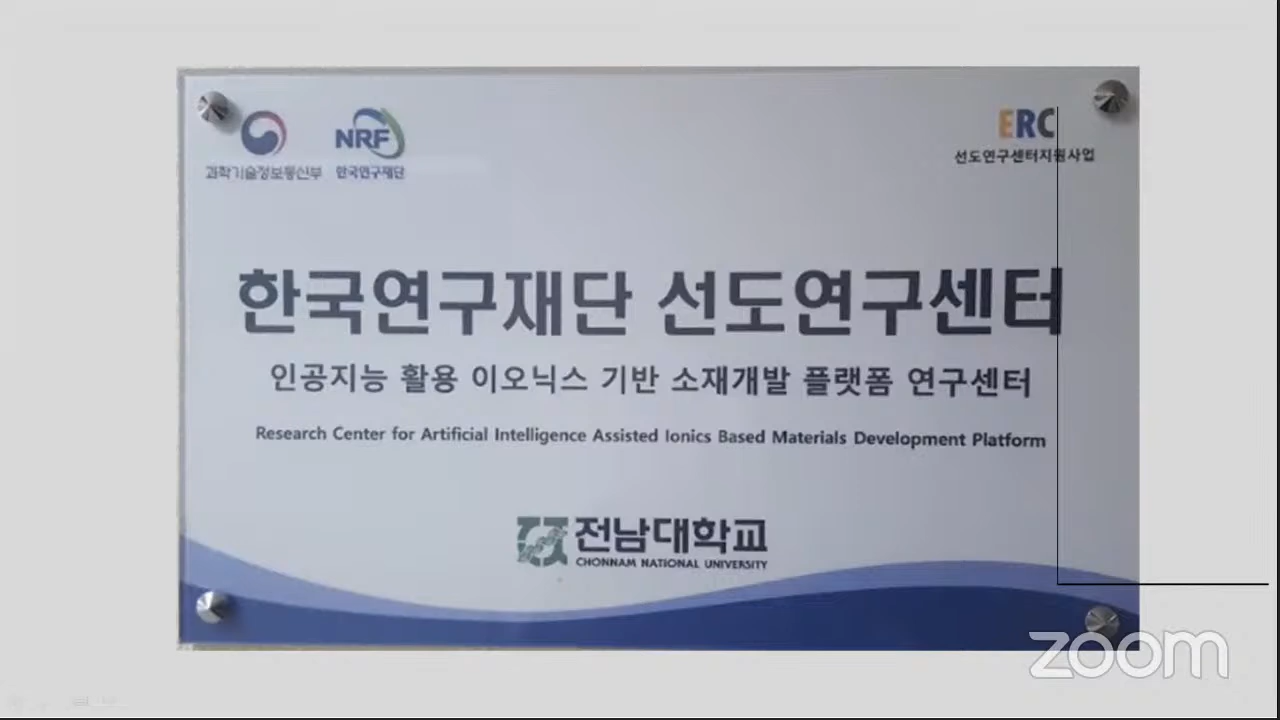 NRF
과학기술정보통신부 한국연구재단
ERC
선도연구센터지원사업
한국연구재단 선도연구센터
인공지능 활용 이오닉스 기반 소재개발 플랫폼 연구센터
Research Center for Artificial Intelligence Assisted Ionics Based Materials Development Platform
전남대학교
CHONNAM NATIONAL UNIVERSITY
zoom